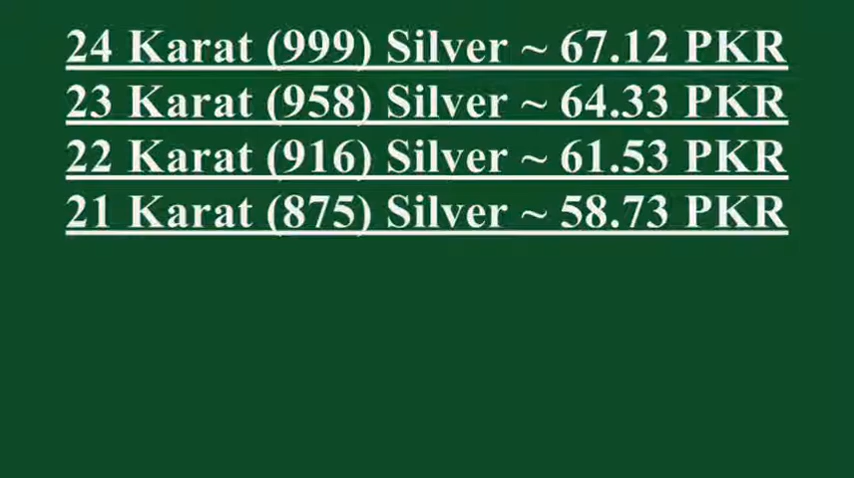 24 Karat (999) Silver ~ 67.12 PKR
23 Karat (958) Silver ~ 64.33 PKR
22 Karat (916) Silver ~ 61.53 PKR
21 Karat (875) Silver ~ 58.73 PKR